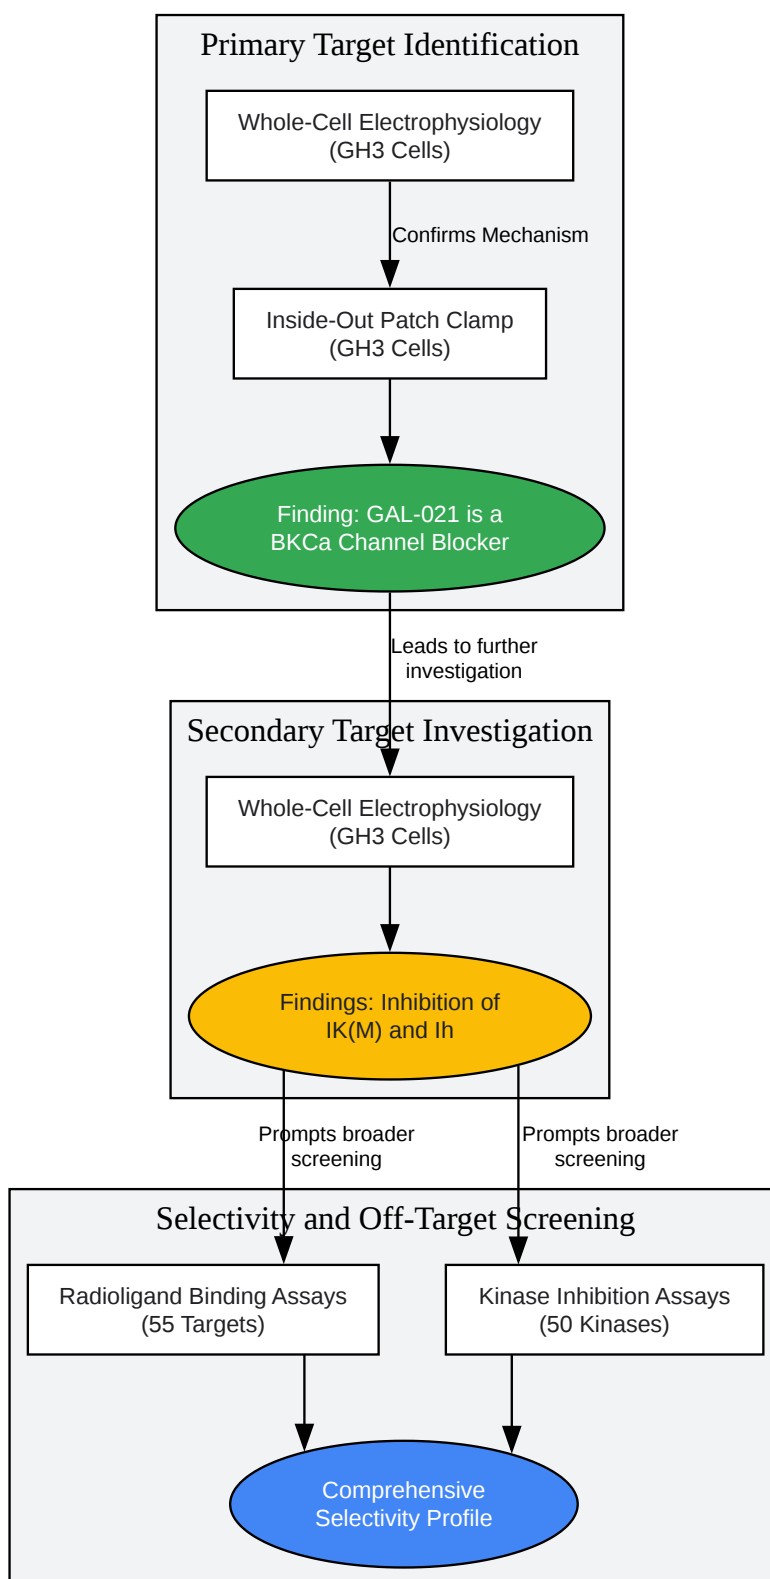 Primary Target Identification
Whole-Cell Electrophysiology
(GH3 Cells)
Confirms Mechanism
Inside-Out Patch Clamp
(GH3 Cells)
Finding: GAL-021 is a
BKCa Channel Blocker
Leads to further
investigation
Secondary Target Investigation
Whole-Cell Electrophysiology
(GH3 Cells)
Findings: Inhibition of
IK(M) and Ih
Prompts broader
screening
Prompts broader
screening
Selectivity and Off-Target Screening
Radioligand Binding Assays
(55 Targets)
Kinase Inhibition Assays
(50 Kinases)
Comprehensive
Selectivity Profile